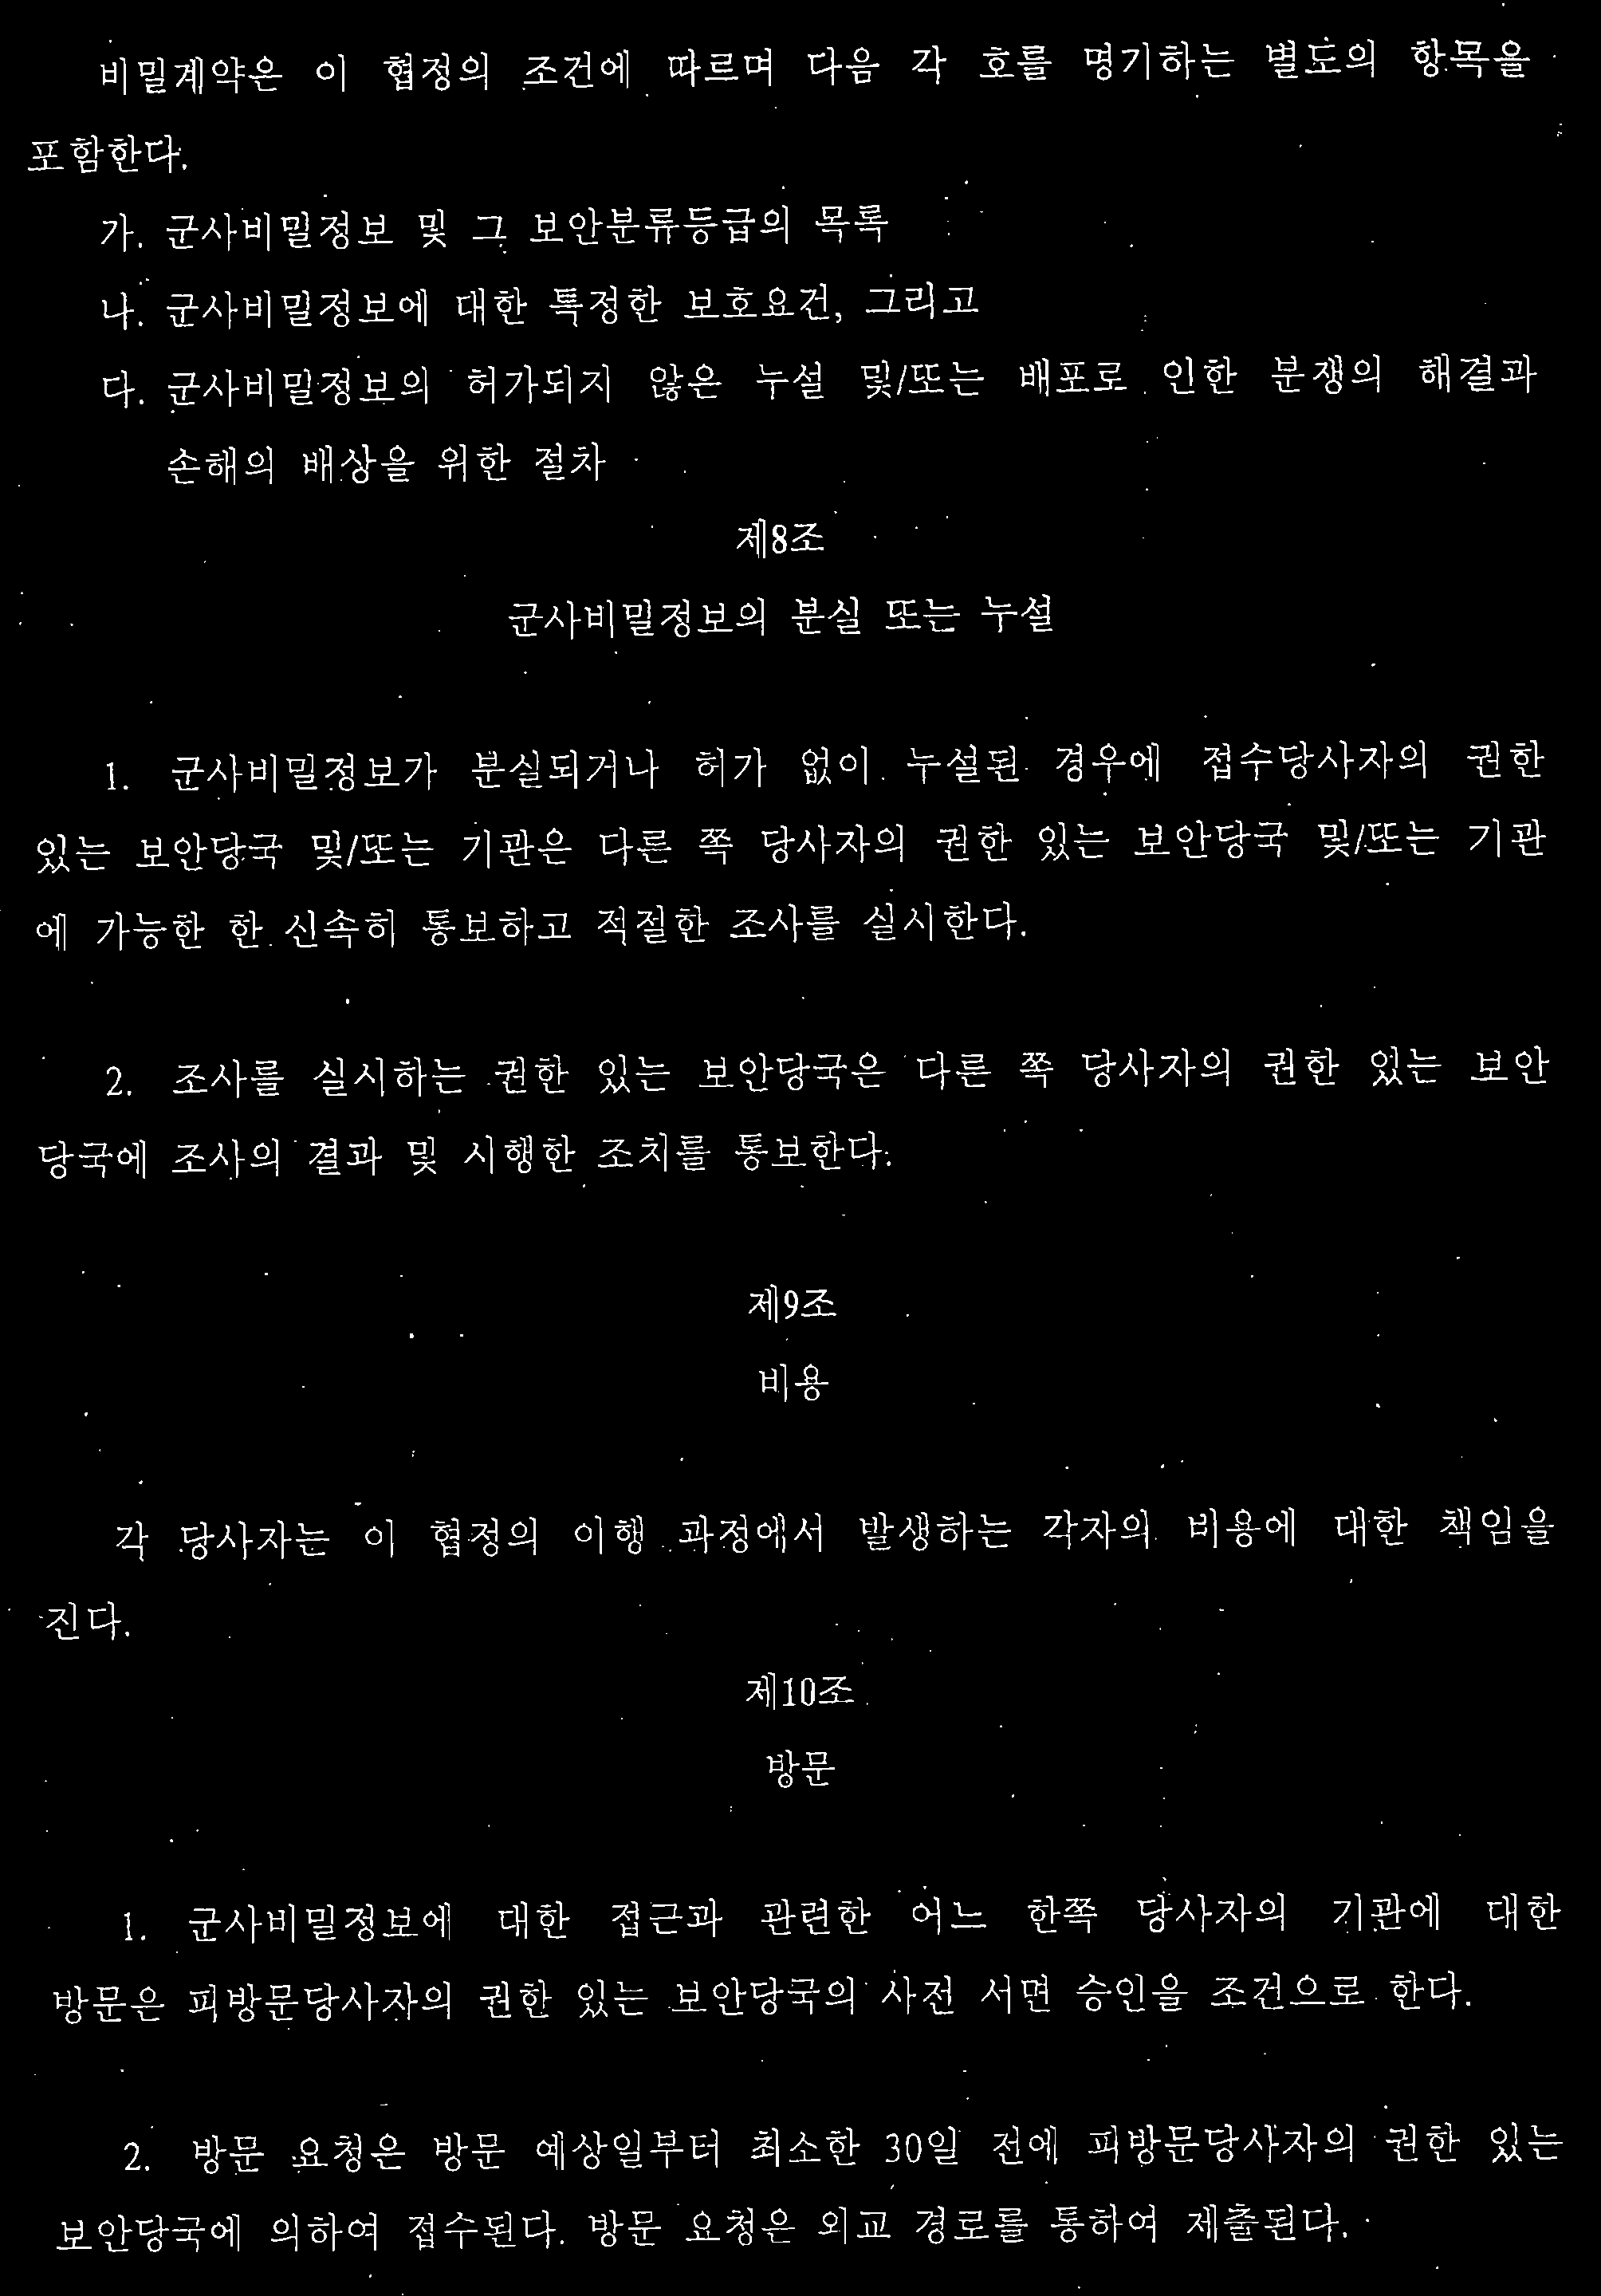 비밀계약은 이 협정의 조건에 따르며 다음 각 호를 명기하는 별도의 항목을
포함한다.
가. 군사비밀정보 및 그 보안분류등급의 목록
나. 군사비밀정보에 대한 특정한 보호요건, 그리고
다. 군사비밀정보의 허가되지 않은 누설 및/또는 배포로 인한 분쟁의 해결과
손해의 배상을 위한 절차
제8조
군사비밀정보의 분실 또는 누설
1. 군사비밀정보가 분실되거나 허가 없이 누설된 경우에 접수당사자의 권한
있는 보안당국 및/또는 기관은 다른 쪽 당사자의 권한 있는 보안당국 및/또는 기관
에 가능한 한 신속히 통보하고 적절한 조사를 실시한다.
2. 조사를 실시하는 권한 있는 보안당국은 다른 쪽 당사자의 권한 있는 보안
당국에 조사의 결과 및 시행한 조치를 통보한다.
제9조
비용
각 당사자는 이 협정의 이행 과정에서 발생하는 각자의 비용에 대한 책임을
진다.
제10조
방문
1. 군사비밀정보에 대한 접근과 관련한 어느 한쪽 당사자의 기관에 대한
방문은 피방문당사자의 권한 있는 보안당국의 사전 서면 승인을 조건으로 한다.
2. 방문 요청은 방문 예상일부터 최소한 30일 전에 피방문당사자의 권한 있는
보안당국에 의하여 접수된다. 방문 요청은 외교 경로를 통하여 제출된다.